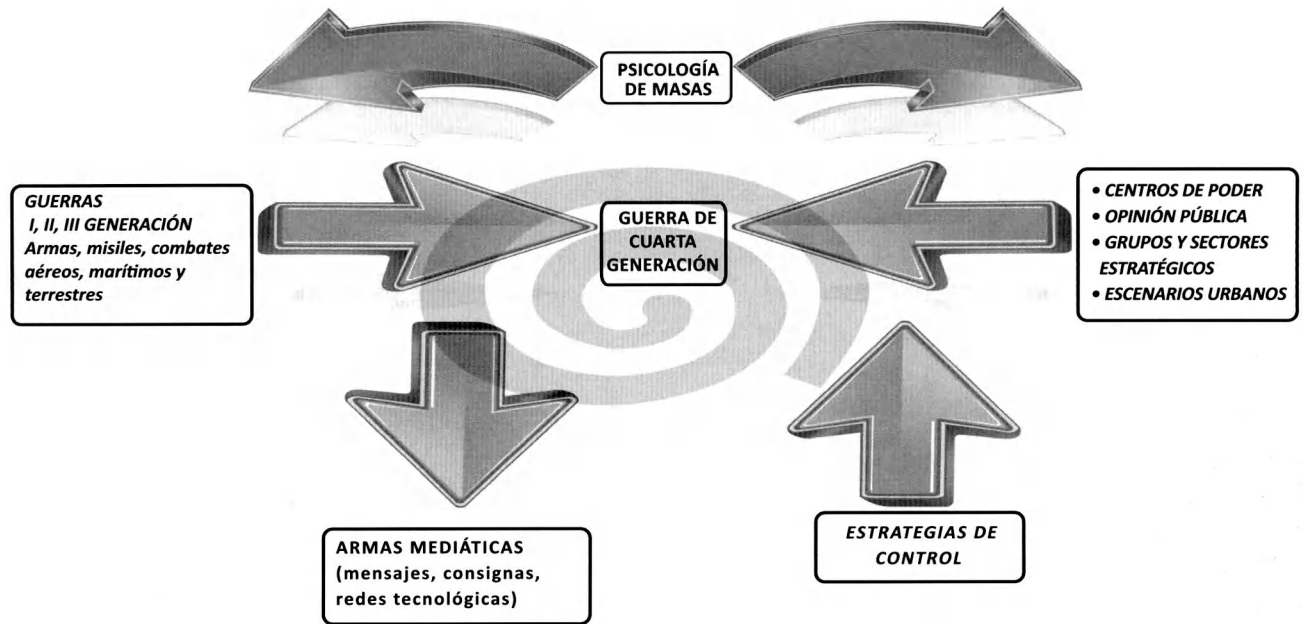 PSICOLOGÍA
DE MASAS
GUERRAS
I, II, III GENERACIÓN
Armas, misiles, combates
aéreos, marítimos y
terrestres
GUERRA DE
CUARTA
GENERACIÓN
• CENTROS DE PODER
• OPINIÓN PÚBLICA
• GRUPOS Y SECTORES
ESTRATÉGICOS
• ESCENARIOS URBANOS
ARMAS MEDIÁTICAS
(mensajes, consignas,
redes tecnológicas)
ESTRATEGIAS DE
CONTROL